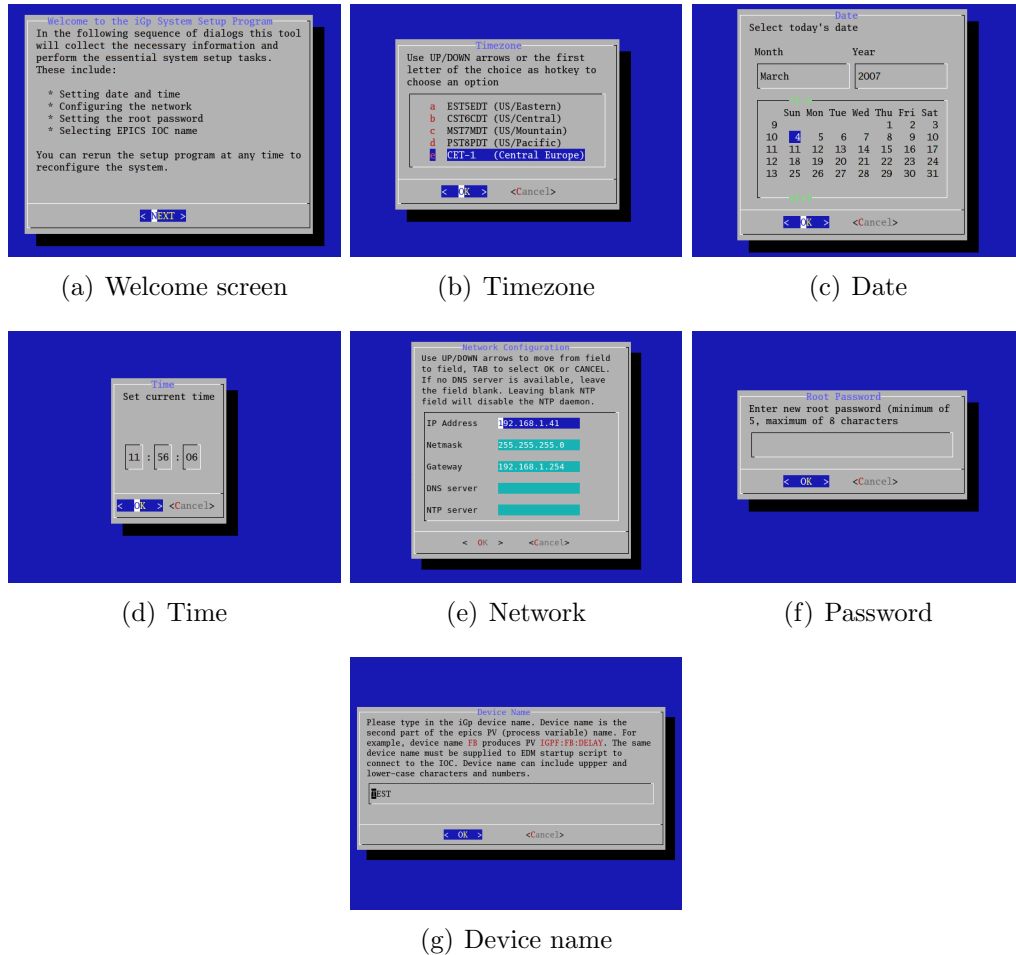 Welcome to the iGp System Setup Program
In the following sequence of dialogs this tool
will collect the necessary information and
perform the essential system setup tasks.
These include:
* Setting date and time
* Configuring the network
* Setting the root password
* Selecting EPICS IOC name
You can rerun the setup program at any time to
reconfigure the system.
< NEXT >
(a) Welcome screen
Timezone
Use UP/DOWN arrows or the first
letter of the choice as hotkey to
choose an option
a EST5EDT (US/Eastern)
b CST6CDT (US/Central)
c MST7MDT (US/Mountain)
d PST8PDT (US/Pacific)
e CET-1 (Central Europe)
< OK > <Cancel>
(b) Timezone
Date
Select today's date
Month Year
March 2007
Sun Mon Tue Wed Thu Fri Sat
9 1 2 3
10 4 5 6 7 8 9 10
11 11 12 13 14 15 16 17
12 18 19 20 21 22 23 24
13 25 26 27 28 29 30 31
< OK > <Cancel>
(c) Date
Time
Set current time
11 : 56 : 06
< OK > <Cancel>
(d) Time
Network Configuration
Use UP/DOWN arrows to move from field
to field, TAB to select OK or CANCEL.
If no DNS server is available, leave
the field blank. Leaving blank NTP
field will disable the NTP daemon.
IP Address 192.168.1.41
Netmask 255.255.255.0
Gateway 192.168.1.254
DNS server
NTP server
< OK > <Cancel>
(e) Network
Root Password
Enter new root password (minimum of
5, maximum of 8 characters
< OK > <Cancel>
(f) Password
Device Name
Please type in the iGp device name. Device name is the
second part of the epics PV (process variable) name. For
example, device name FB produces PV IGPF:FB:DELAY. The same
device name must be supplied to EDM startup script to
connect to the IOC. Device name can include uppper and
lower-case characters and numbers.
TEST
< OK > <Cancel>
(g) Device name